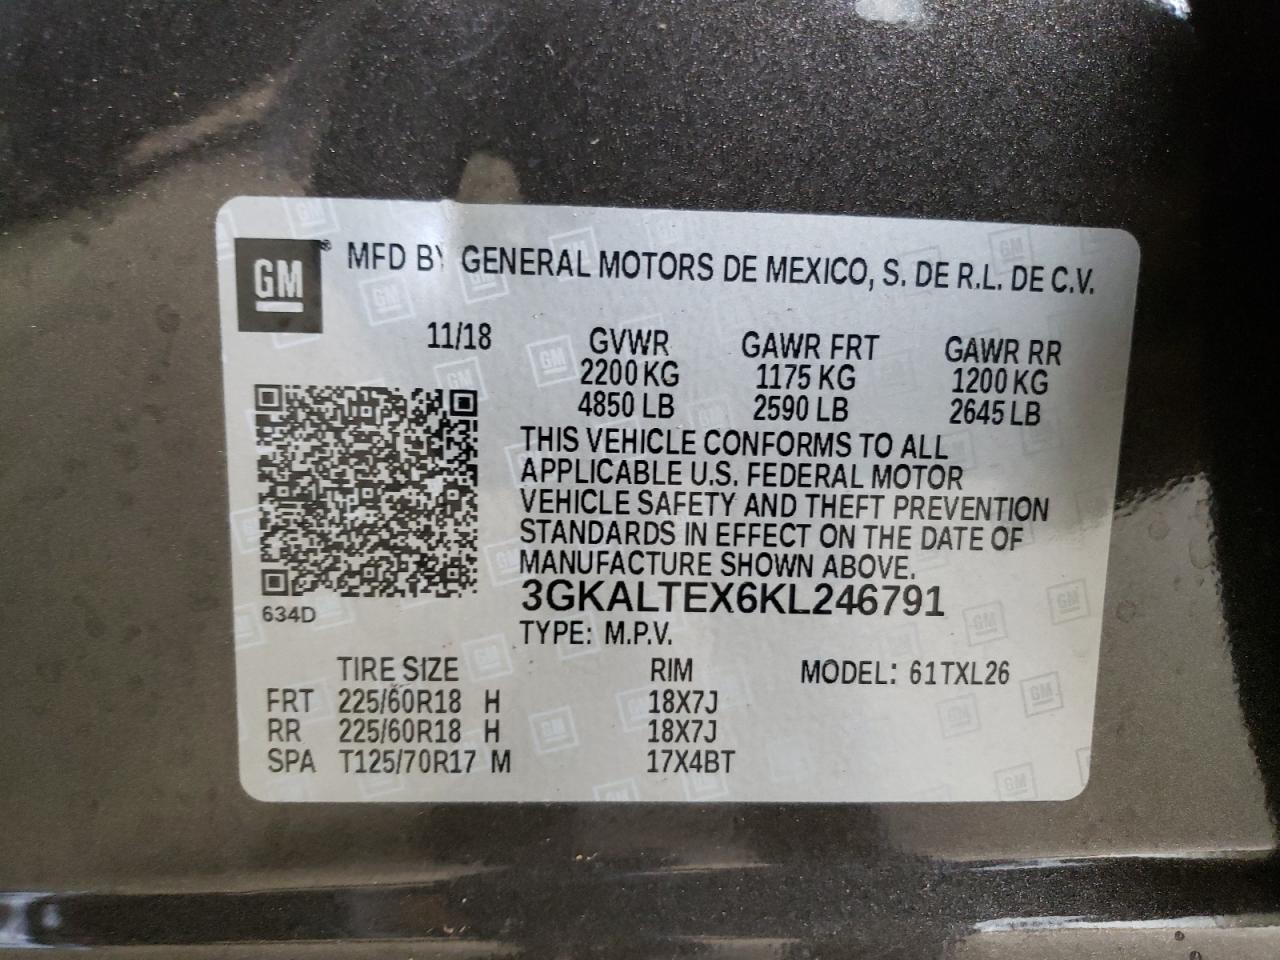 GM ® MFD BY GENERAL MOTORS DE MEXICO, S. DE R.L. DE C.V.
11/18 GVWR GAWR FRT GAWR RR
2200 KG 1175 KG 1200 KG
4850 LB 2590 LB 2645 LB
THIS VEHICLE CONFORMS TO ALL
APPLICABLE U.S. FEDERAL MOTOR
VEHICLE SAFETY AND THEFT PREVENTION
STANDARDS IN EFFECT ON THE DATE OF
MANUFACTURE SHOWN ABOVE.
3GKALTEX6KL246791
634D
TYPE: M.P.V.
TIRE SIZE RIM MODEL: 61TXL26
FRT 225/60R18 H 18X7J
RR 225/60R18 H 18X7J
SPA T125/70R17 M 17X4BT